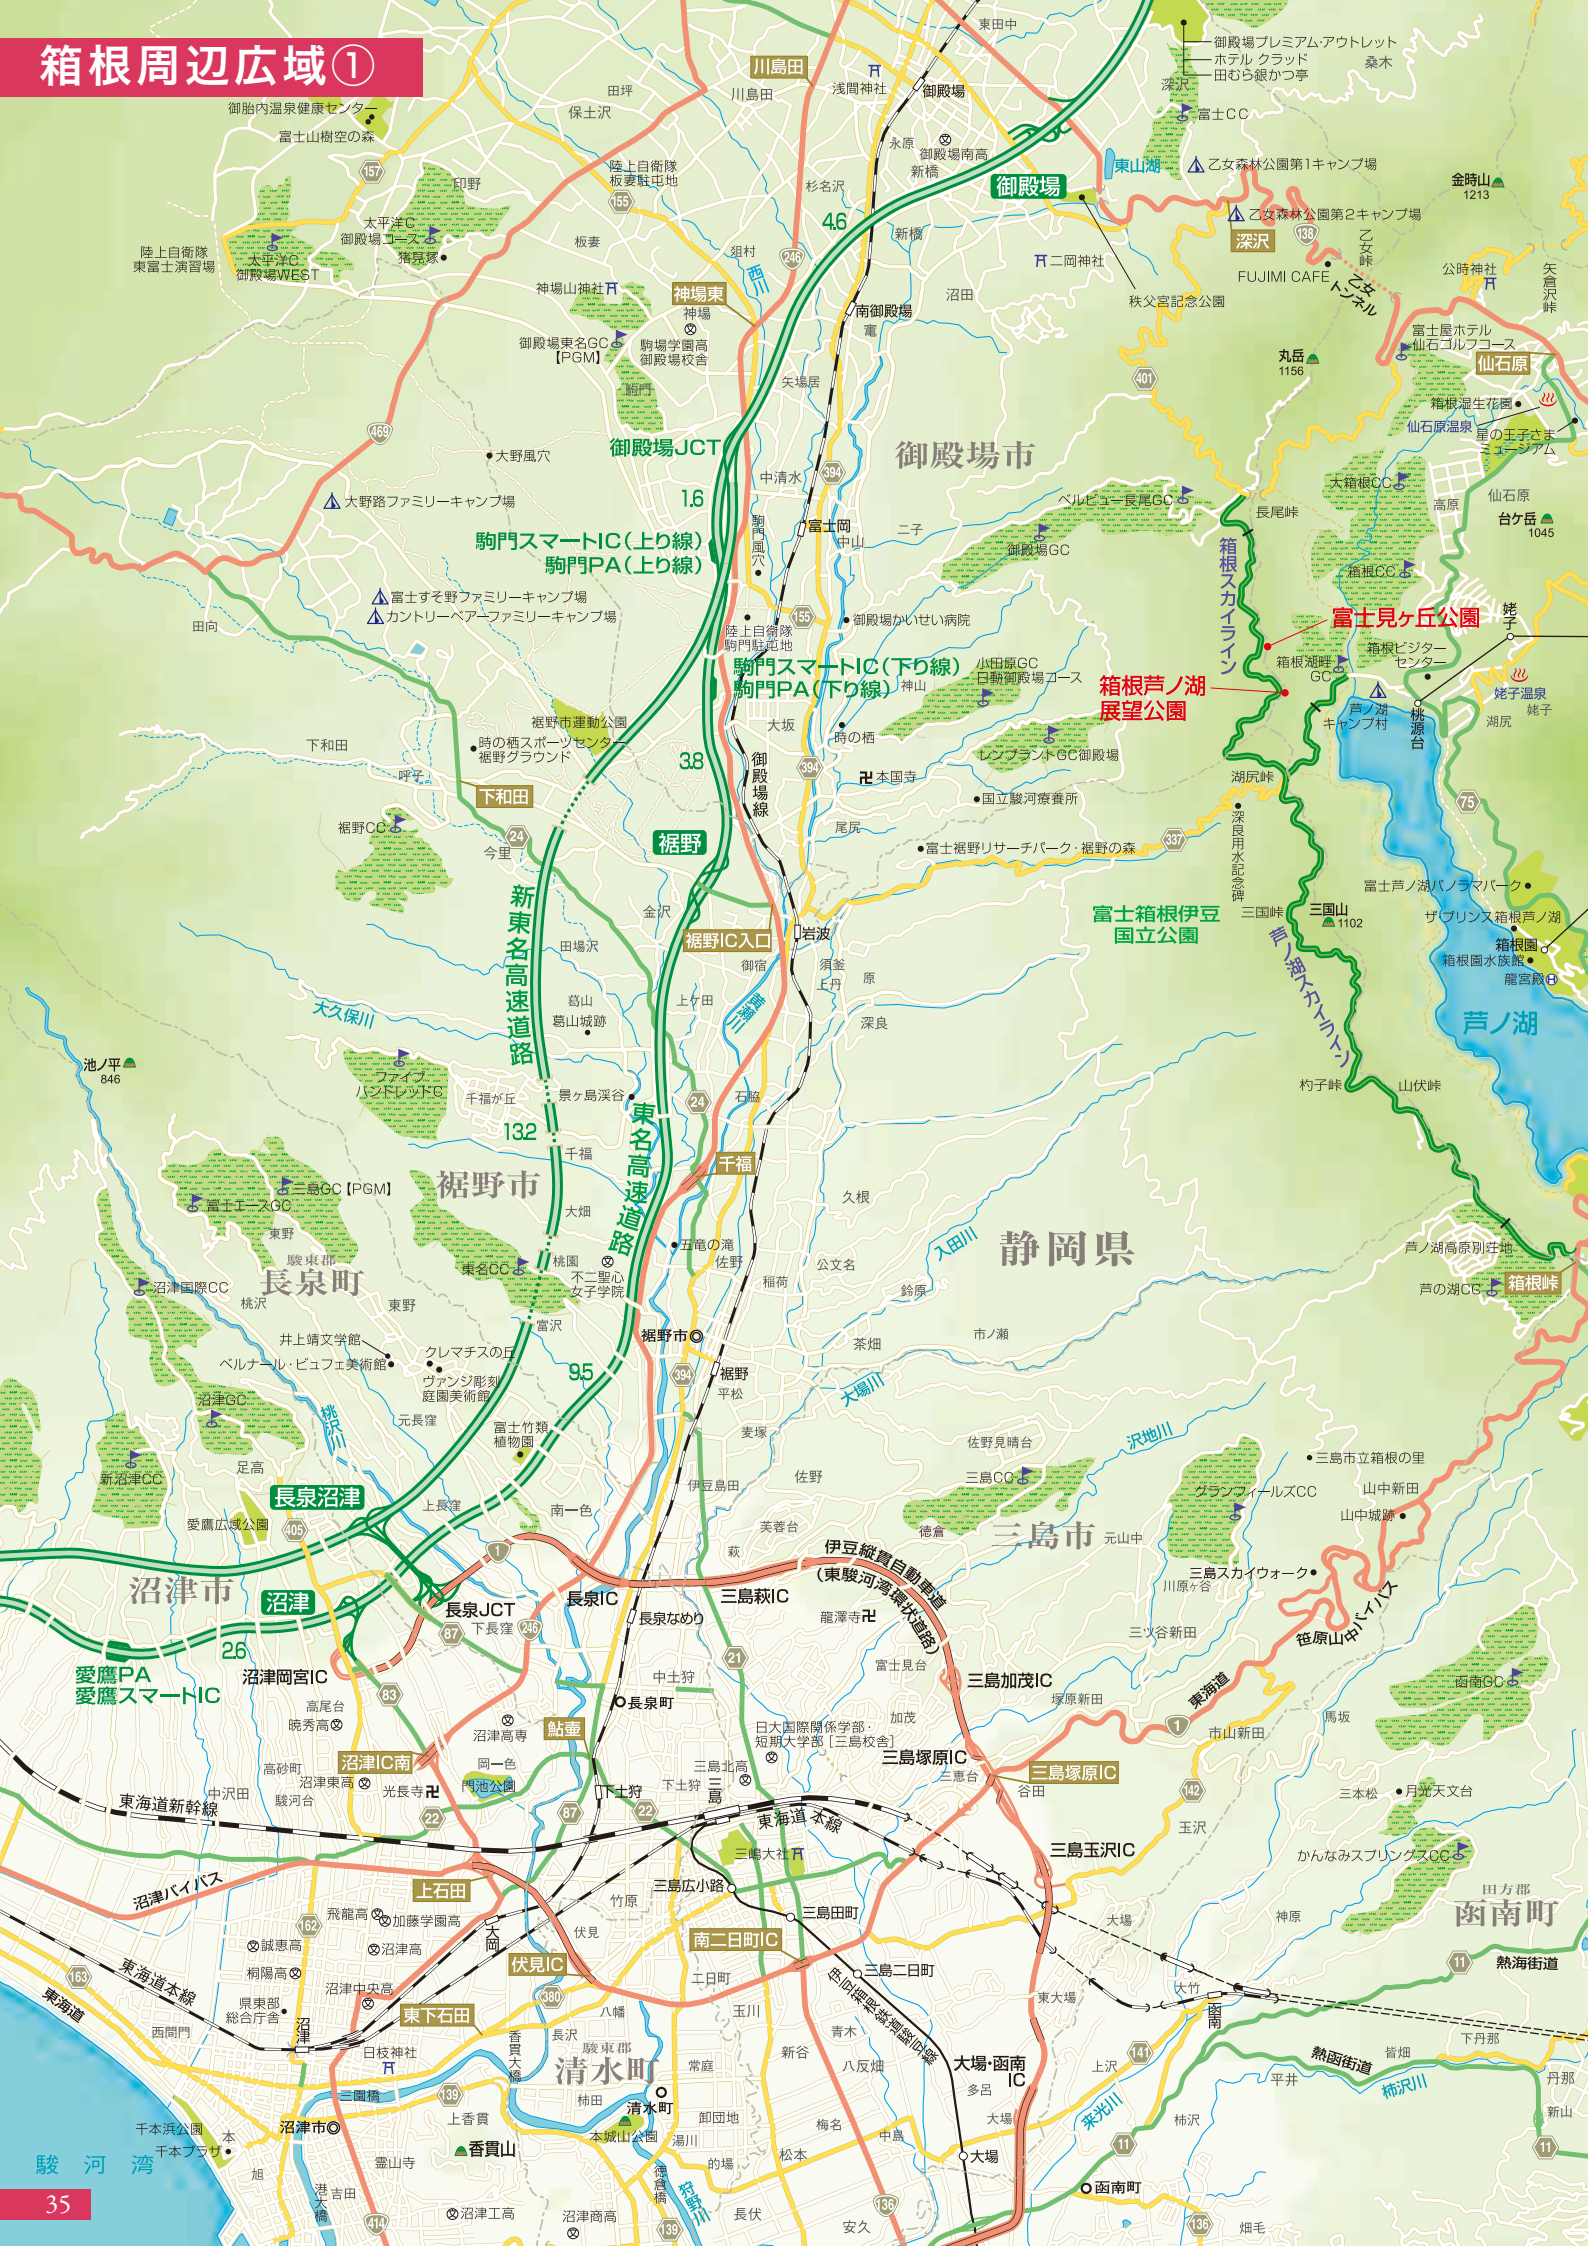 箱根周辺広域①
東田中
御殿場プレミアム・アウトレット
ホテル クラッド
田むら銀かつ亭
桑木
深沢
川島田
川島田
浅間神社
御殿場
田坪
保土沢
御胎内温泉健康センター
富士山樹空の森
157
印野
陸上自衛隊
板妻駐屯地
155
杉名沢
永原
御殿場南高
新橋
富士CC
東山湖
乙女森林公園第1キャンプ場
金時山
1213
御殿場
4.6
乙女森林公園第2キャンプ場
深沢
138
乙女峠
太平洋C
御殿場コース
猪見塚
陸上自衛隊
東富士演習場
太平洋C
御殿場WEST
板妻
狙村
西川
246
新橋
二岡神社
FUJIMI CAFE
乙女
トンネル
公時神社
矢倉沢峠
神場山神社
神場東
神場
沼田
秩父宮記念公園
南御殿場
竃
御殿場東名GC
【PGM】
駒場学園高
御殿場校舎
駒門
矢場居
丸岳
1156
401
富士屋ホテル
仙石ゴルフコース
仙石原
箱根湿生花園
仙石原温泉
星の王子さま
ミュージアム
469
御殿場JCT
御殿場市
大野風穴
1.6
中清水
394
大野路ファミリーキャンプ場
ベルビュー長尾GC
長尾峠
大箱根CC
高原
仙石原
台ケ岳
1045
駒門スマートIC（上り線）
駒門PA（上り線）
駒門風穴
富士岡
中山
二子
御殿場GC
箱根スカイライン
箱根CC
富士すそ野ファミリーキャンプ場
カントリーベアーファミリーキャンプ場
田向
155
御殿場かいせい病院
陸上自衛隊
駒門駐屯地
富士見ヶ丘公園
姥子
駒門スマートIC（下り線）
駒門PA（下り線）
神山
小田原GC
日動御殿場コース
箱根湖畔
GC
箱根ビジター
センター
箱根芦ノ湖
展望公園
芦ノ湖
キャンプ村
桃源台
姥子温泉
姥子
湖尻
裾野市運動公園
時の栖スポーツセンター
裾野グラウンド
下和田
呼子
大坂
時の栖
レンブラントGC御殿場
3.8
御殿場線
394
本国寺
湖尻峠
下和田
国立駿河療養所
75
裾野CC
24
今里
裾野
尾尻
富士裾野リサーチパーク・裾野の森
337
深良用水記念碑
新東名高速道路
金沢
田場沢
裾野IC入口
岩波
御宿
須釜
上丹
原
富士箱根伊豆
国立公園
三国峠
三国山
1102
富士芦ノ湖パノラマパーク
ザ・プリンス箱根芦ノ湖
箱根園
箱根園水族館
龍宮殿
大久保川
葛山
葛山城跡
上ケ田
黄瀬川
深良
芦ノ湖スカイライン
芦ノ湖
池ノ平
846
ファイブ
ハンドレッドC
千福が丘
景ヶ島渓谷
24
石脇
杓子峠
山伏峠
13.2
東名高速道路
千福
千福
裾野市
三島GC【PGM】
富士エースGC
東野
大畑
久根
駿東郡
長泉町
沼津国際CC
桃沢
東野
東名CC
桃園
不二聖心
女子学院
五竜の滝
佐野
稲荷
公文名
入田川
静岡県
鈴原
芦ノ湖高原別荘地
芦の湖CC
箱根峠
井上靖文学館
ベルナール・ビュフェ美術館
クレマチスの丘
ヴァンジ彫刻
庭園美術館
富沢
裾野市
茶畑
市ノ瀬
9.5
394
裾野
平松
大場川
沼津GC
桃沢川
元長窪
富士竹類
植物園
麦塚
佐野見晴台
沢地川
新沼津CC
足高
佐野
三島CC
三島市立箱根の里
長泉沼津
上長窪
伊豆島田
グランフィールズCC
山中新田
愛鷹広域公園
405
南一色
芙蓉台
徳倉
三島市
元山中
山中城跡
1
萩
伊豆縦貫自動車道
（東駿河湾環状道路）
三島スカイウォーク
川原ヶ谷
沼津市
沼津
長泉JCT
長泉IC
三島萩IC
長泉なめり
龍澤寺
三ツ谷新田
笹原山中バイパス
2.6
87
下長窪
246
21
愛鷹PA
愛鷹スマートIC
沼津岡宮IC
中土狩
富士見台
三島加茂IC
塚原新田
東海道
函南GC
83
高尾台
暁秀高
長泉町
加茂
1
馬坂
沼津高専
鮎壷
日大国際関係学部・
短期大学部［三島校舎］
市山新田
沼津IC南
岡一色
三島塚原IC
三恵台
三島塚原IC
谷田
高砂町
沼津東高
中沢田
駿河台
光長寺
門池公園
下土狩
下土狩
三島北高
三島
142
三本松
月光天文台
東海道新幹線
22
87
22
東海道本線
玉沢
三嶋大社
三島玉沢IC
かんなみスプリングスCC
沼津バイパス
上石田
竹原
三島広小路
三島田町
田方郡
函南町
162
飛龍高
加藤学園高
大岡
伏見
大場
神原
誠恵高
沼津高
桐陽高
伏見IC
南二日町IC
二日町
三島二日町
11
熱海街道
163
東海道本線
東海道
沼津中央高
県東部
総合庁舎
380
八幡
玉川
伊豆箱根鉄道駿豆線
東大場
大竹
函南
東下石田
西間門
沼津
香貫大橋
長沢
青木
日枝神社
駿東郡
清水町
常庭
新谷
八反畑
大場・函南
IC
141
上沢
熱函街道
下丹那
皆畑
三園橋
139
上香貫
柿田
清水町
卸団地
多呂
大場
来光川
柿沢
平井
柿沢川
丹那
新山
千本浜公園
千本プラザ
沼津市
本
本城山公園
湯川
梅名
中島
11
11
駿河湾
香貫山
旭
霊山寺
的場
松本
大場
函南町
35
港大橋
吉田
414
沼津工高
沼津商高
徳倉橋
狩野川
139
長伏
安久
136
136
畑毛